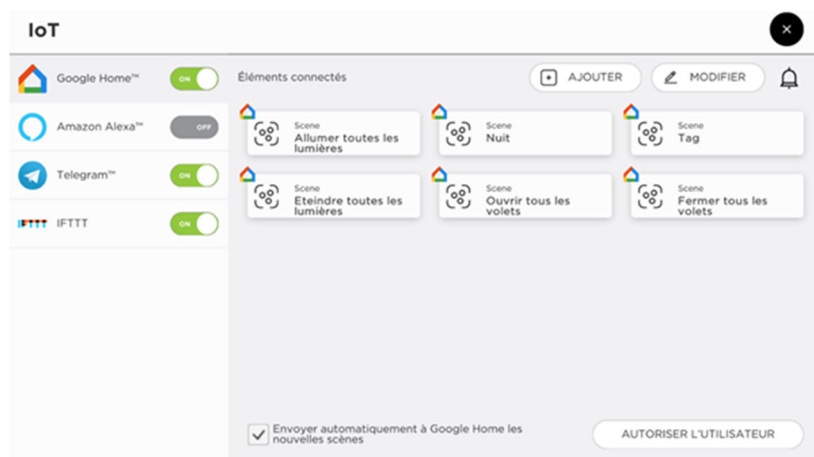 IoT
Google Home™
ON
Amazon Alexa™
OFF
Telegram™
ON
IFTTT
IFTTT
ON
Éléments connectés
AJOUTER
MODIFIER
Scene
Allumer toutes les
lumières
Scene
Nuit
Scene
Tag
Scene
Eteindre toutes les
lumières
Scene
Ouvrir tous les
volets
Scene
Fermer tous les
volets
Envoyer automatiquement à Google Home les
nouvelles scènes
AUTORISER L'UTILISATEUR